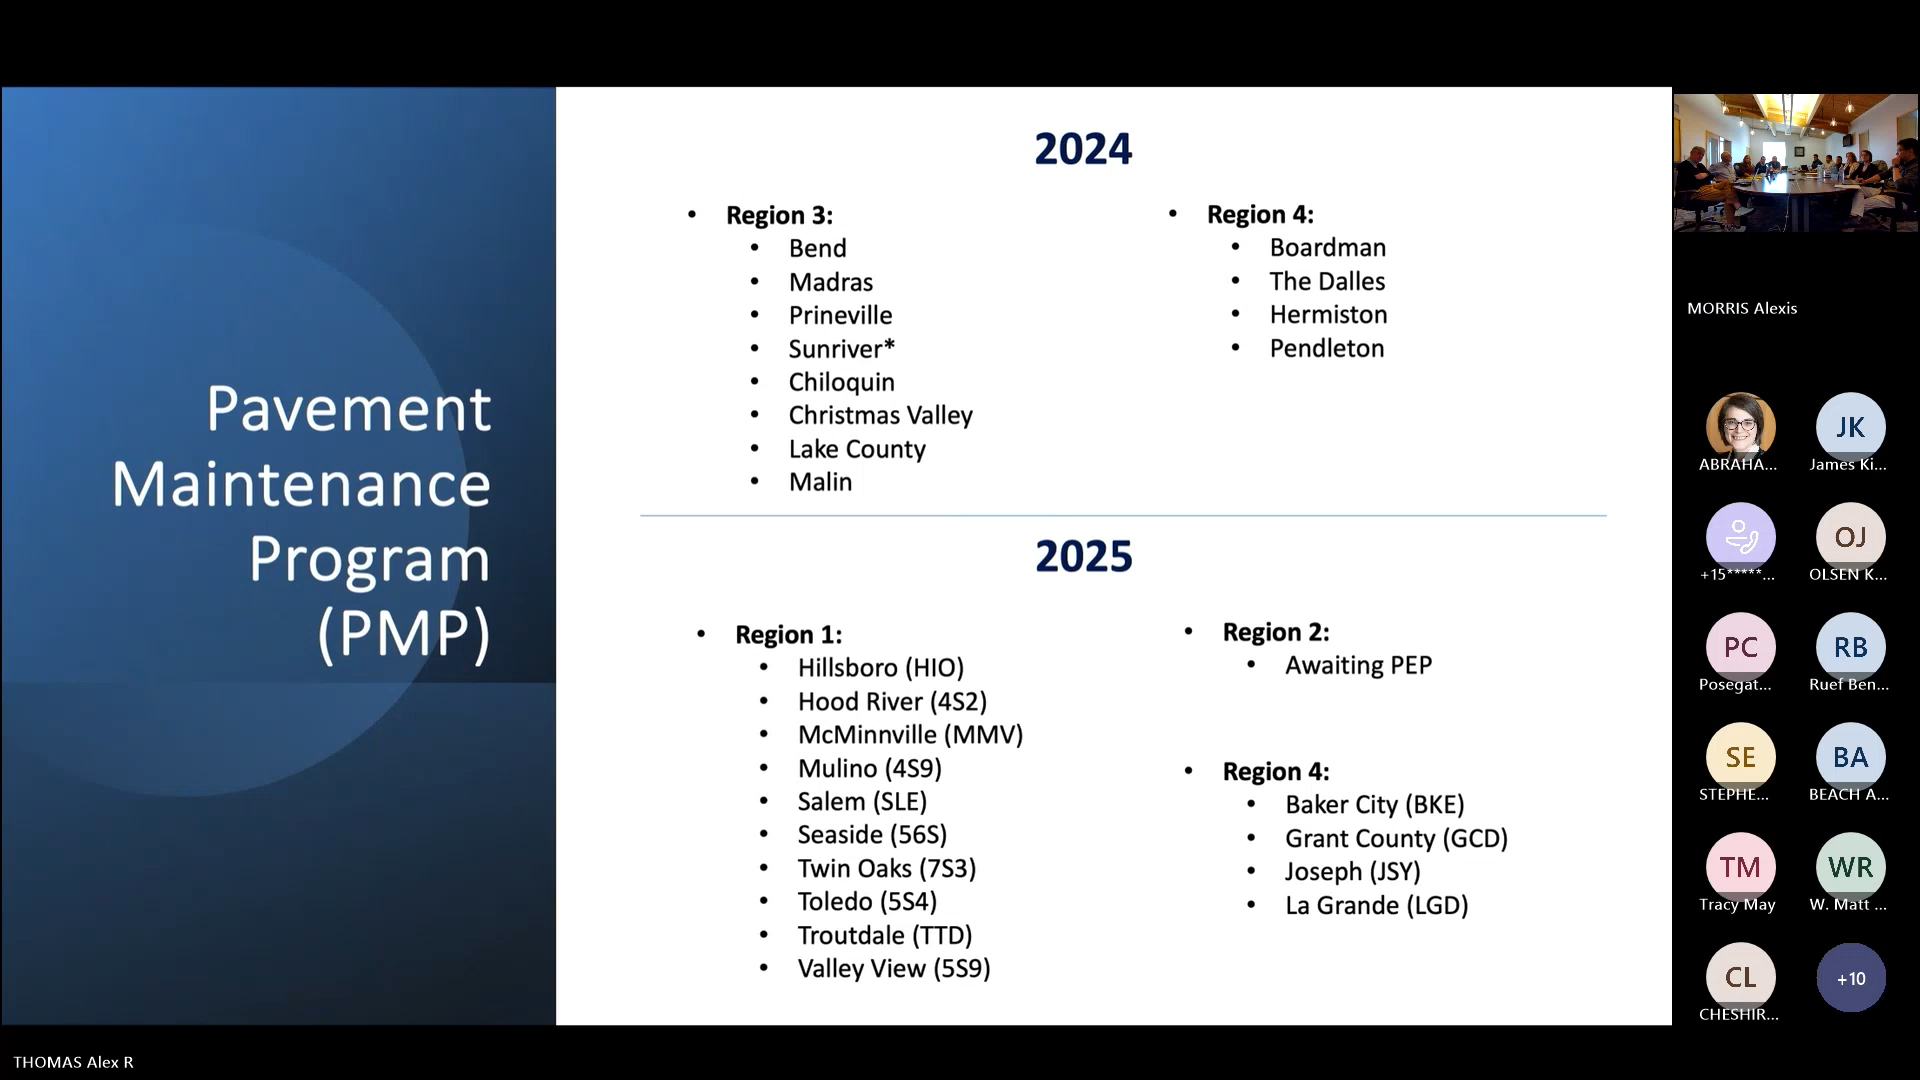 Pavement
Maintenance
Program
(PMP)
2024
• Region 3:
• Bend
• Madras
• Prineville
• Sunriver*
• Chiloquin
• Christmas Valley
• Lake County
• Malin
• Region 4:
• Boardman
• The Dalles
• Hermiston
• Pendleton
2025
• Region 1:
• Hillsboro (HIO)
• Hood River (4S2)
• McMinnville (MMV)
• Mulino (4S9)
• Salem (SLE)
• Seaside (56S)
• Twin Oaks (7S3)
• Toledo (5S4)
• Troutdale (TTD)
• Valley View (5S9)
• Region 2:
• Awaiting PEP
• Region 4:
• Baker City (BKE)
• Grant County (GCD)
• Joseph (JSY)
• La Grande (LGD)
MORRIS Alexis
ABRAHA...
JK
James Ki...
+15*****...
OJ
OLSEN K...
PC
Posegat...
RB
Ruef Ben...
SE
STEPHE...
BA
BEACH A...
TM
Tracy May
WR
W. Matt ...
CL
CHESHIR...
+10
THOMAS Alex R